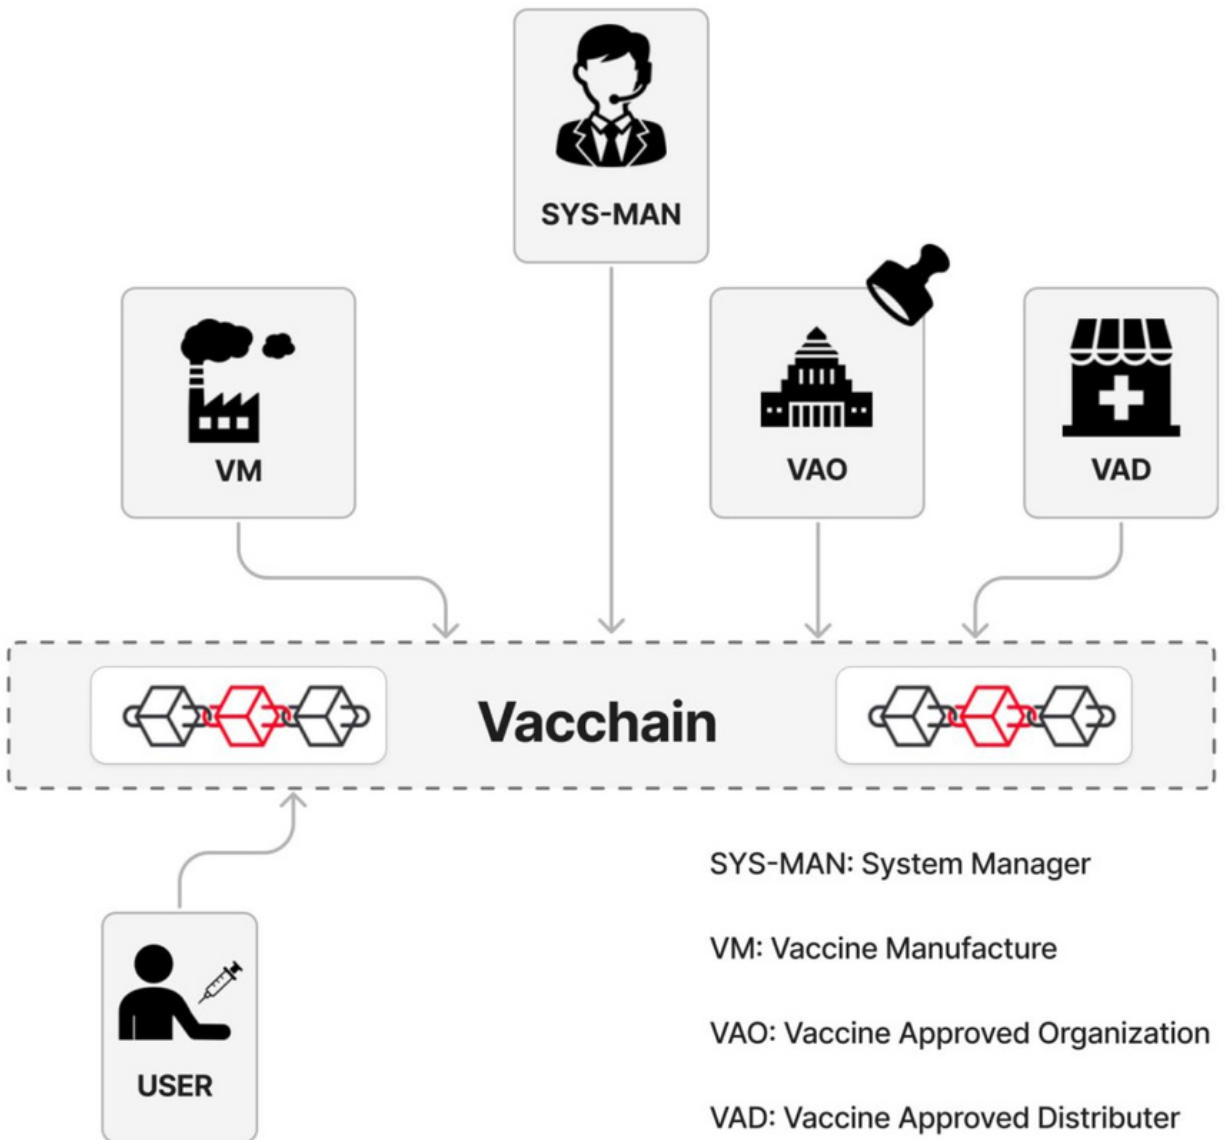 SYS-MAN
VM
VAO
VAD
Vacchain
USER
SYS-MAN: System Manager
VM: Vaccine Manufacture
VAO: Vaccine Approved Organization
VAD: Vaccine Approved Distributer